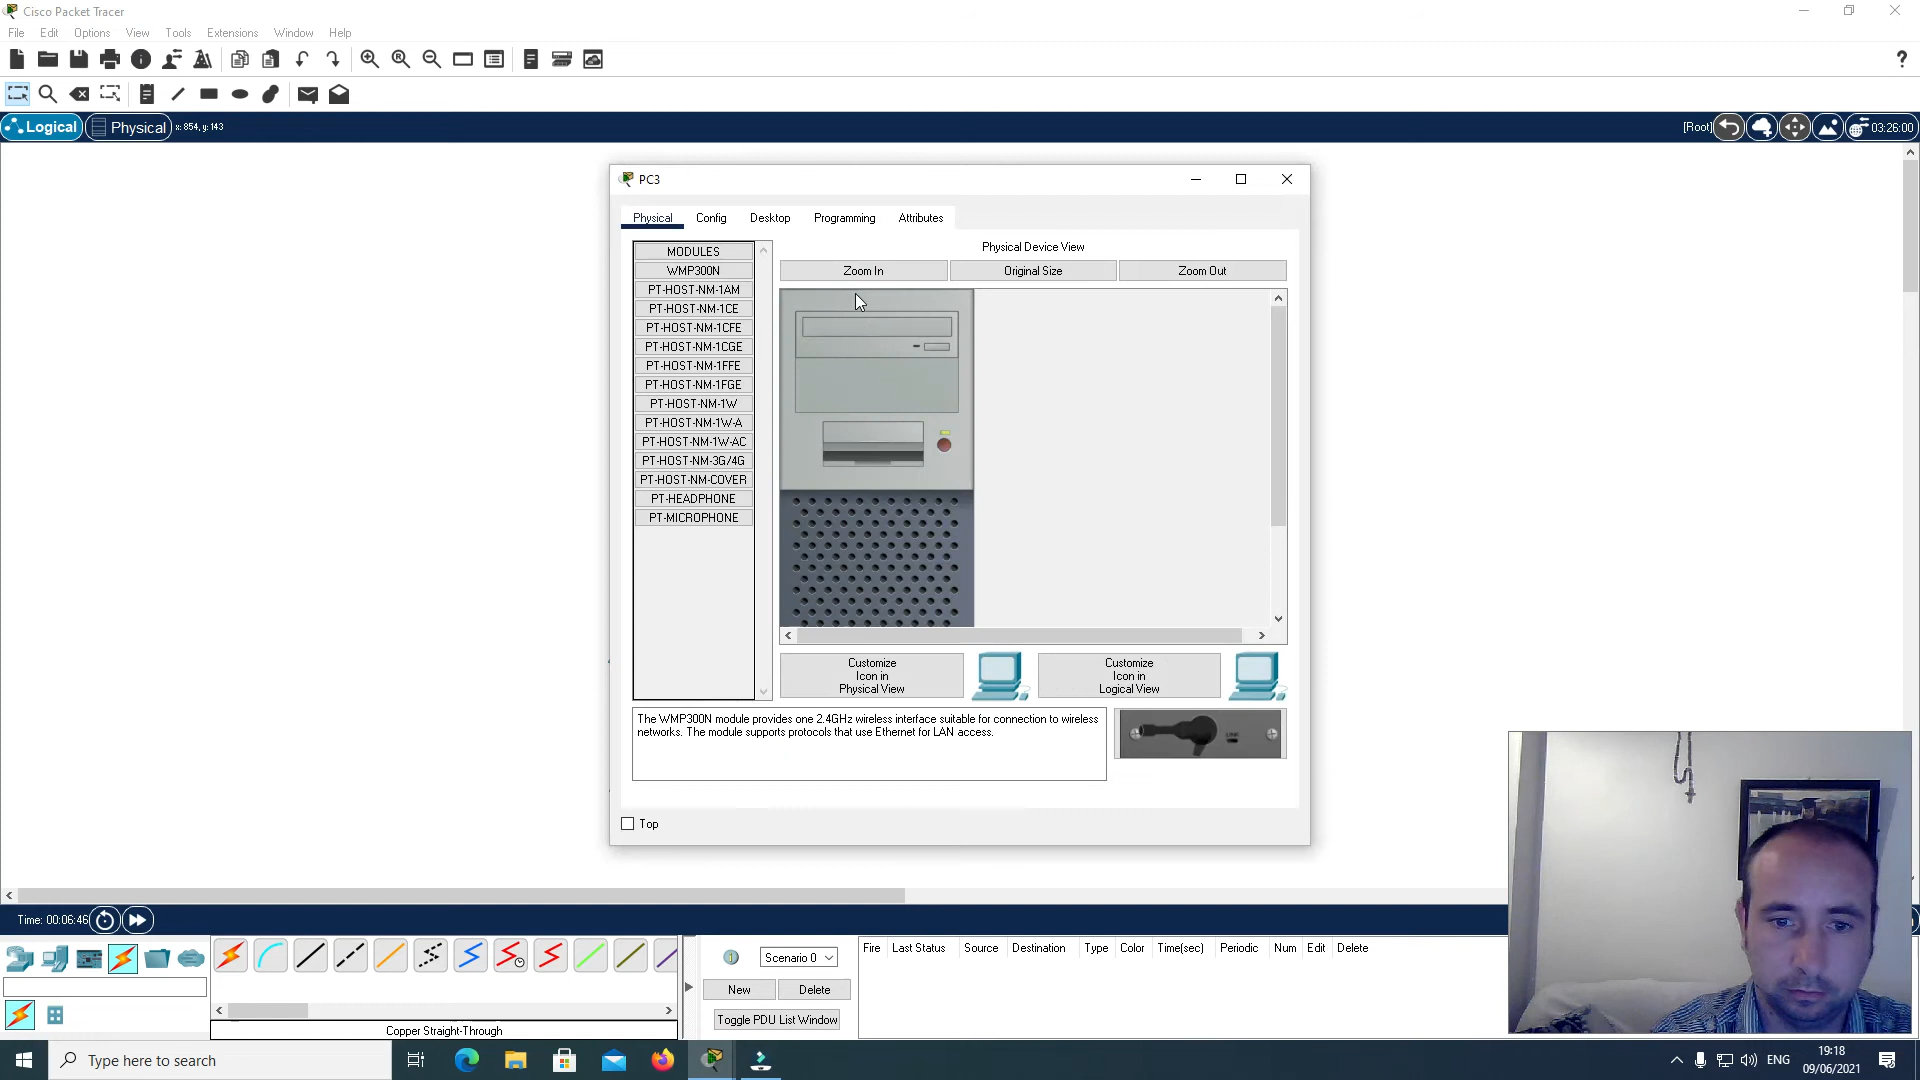 Cisco Packet Tracer
File Edit Options View Tools Extensions Window Help
Logical Physical x: 854, y: 143 [Root] 03:26:00
PC3
Physical Config Desktop Programming Attributes
MODULES
WMP300N
PT-HOST-NM-1AM
PT-HOST-NM-1CE
PT-HOST-NM-1CFE
PT-HOST-NM-1CGE
PT-HOST-NM-1FFE
PT-HOST-NM-1FGE
PT-HOST-NM-1W
PT-HOST-NM-1W-A
PT-HOST-NM-1W-AC
PT-HOST-NM-3G/4G
PT-HOST-NM-COVER
PT-HEADPHONE
PT-MICROPHONE
Physical Device View
Zoom In Original Size Zoom Out
Customize
Icon in
Physical View
Customize
Icon in
Logical View
The WMP300N module provides one 2.4GHz wireless interface suitable for connection to wireless
networks. The module supports protocols that use Ethernet for LAN access.
Top
Time: 00:06:46
Scenario 0
New Delete
Toggle PDU List Window
Fire Last Status Source Destination Type Color Time(sec) Periodic Num Edit Delete
Copper Straight-Through
Type here to search
ENG
19:18
09/06/2021